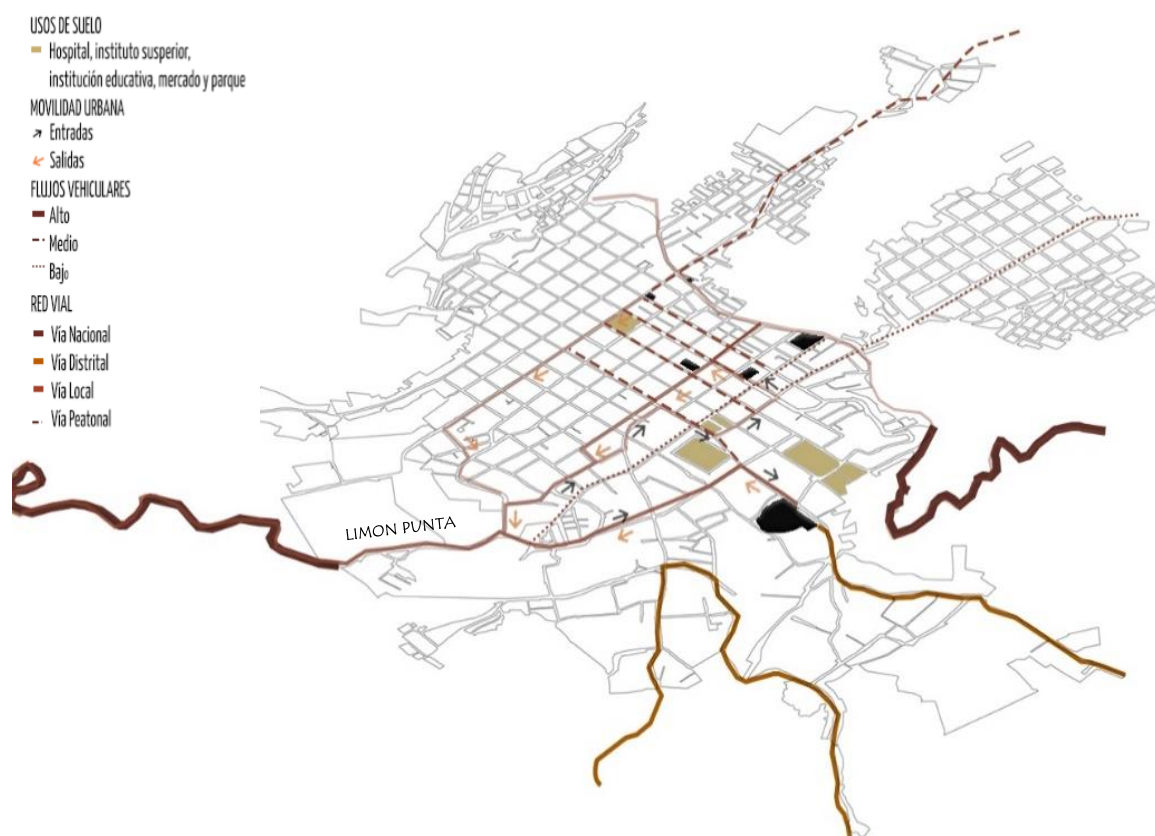 USOS DE SUELO
Hospital, instituto susperior,
institución educativa, mercado y parque
MOVILIDAD URBANA
Entradas
Salidas
FLUJOS VEHICULARES
Alto
Medio
Bajo
RED VIAL
Vía Nacional
Vía Distrital
Vía Local
Vía Peatonal
LIMON PUNTA